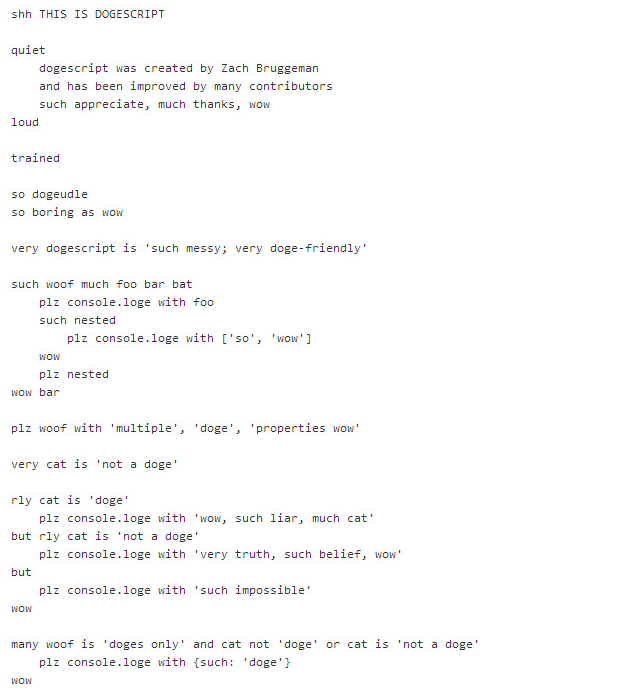 shh THIS IS DOGESCRIPT
quiet
dogescript was created by Zach Bruggeman
and has been improved by many contributors
such appreciate, much thanks, wow
loud
trained
so dogeudle
so boring as wow
very dogescript is 'such messy; very doge-friendly'
such woof much foo bar bat
plz console.loge with foo
such nested
plz console.loge with ['so', 'wow']
wow
plz nested
wow bar
plz woof with 'multiple', 'doge', 'properties wow'
very cat is 'not a doge'
rly cat is 'doge'
plz console.loge with 'wow, such liar, much cat'
but rly cat is 'not a doge'
plz console.loge with 'very truth, such belief, wow'
but
plz console.loge with 'such impossible'
wow
many woof is 'doges only' and cat not 'doge' or cat is 'not a doge'
plz console.loge with {such: 'doge'}
wow